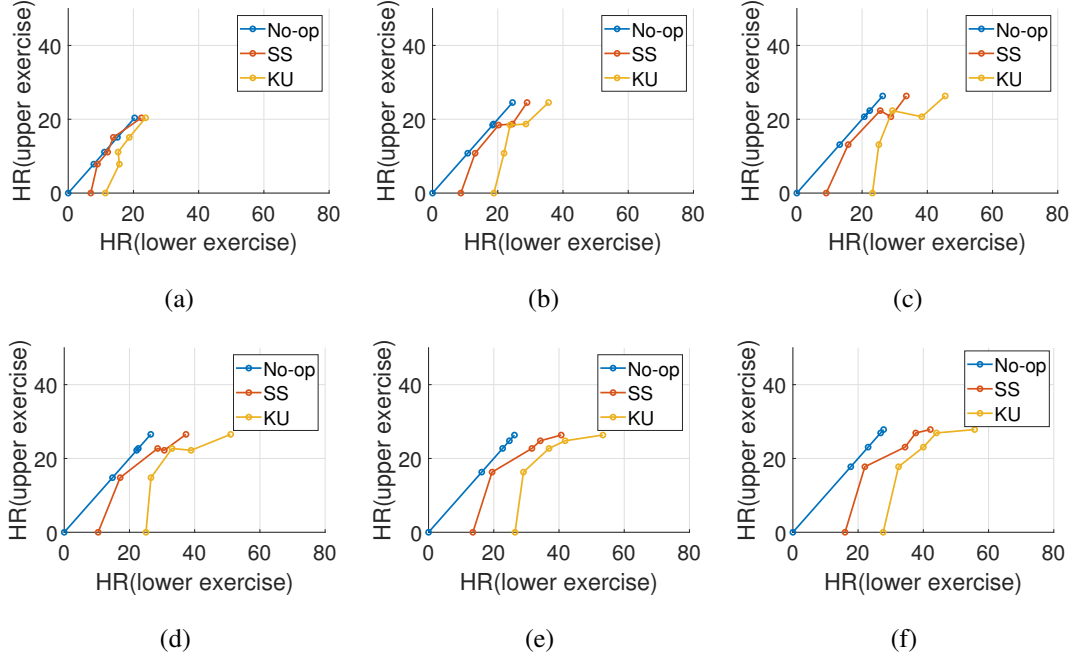 HR(upper exercise)
40
20
0
0 20 40 60 80
HR(lower exercise)
No-op
SS
KU
(a)
HR(upper exercise)
40
20
0
0 20 40 60 80
HR(lower exercise)
No-op
SS
KU
(b)
HR(upper exercise)
40
20
0
0 20 40 60 80
HR(lower exercise)
No-op
SS
KU
(c)
HR(upper exercise)
40
20
0
0 20 40 60 80
HR(lower exercise)
No-op
SS
KU
(d)
HR(upper exercise)
40
20
0
0 20 40 60 80
HR(lower exercise)
No-op
SS
KU
(e)
HR(upper exercise)
40
20
0
0 20 40 60 80
HR(lower exercise)
No-op
SS
KU
(f)